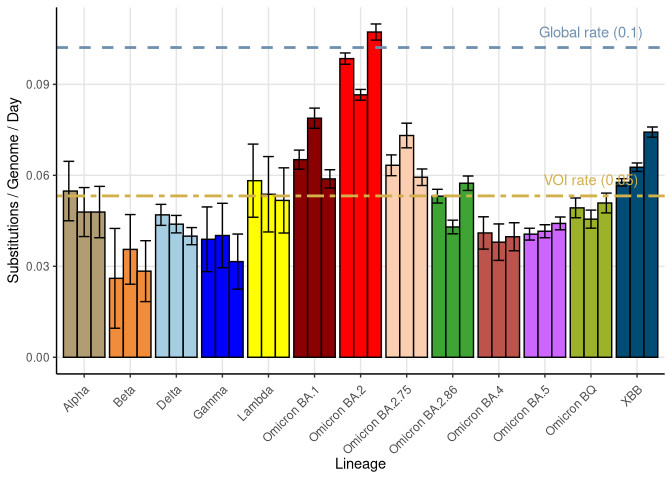 Global rate (0.1)
VOI rate (0.05)
Substitutions / Genome / Day
0.09
0.06
0.03
0.00
Alpha
Beta
Delta
Gamma
Lambda
Omicron BA.1
Omicron BA.2
Omicron BA.2.75
Omicron BA.2.86
Omicron BA.4
Omicron BA.5
Omicron BQ
XBB
Lineage